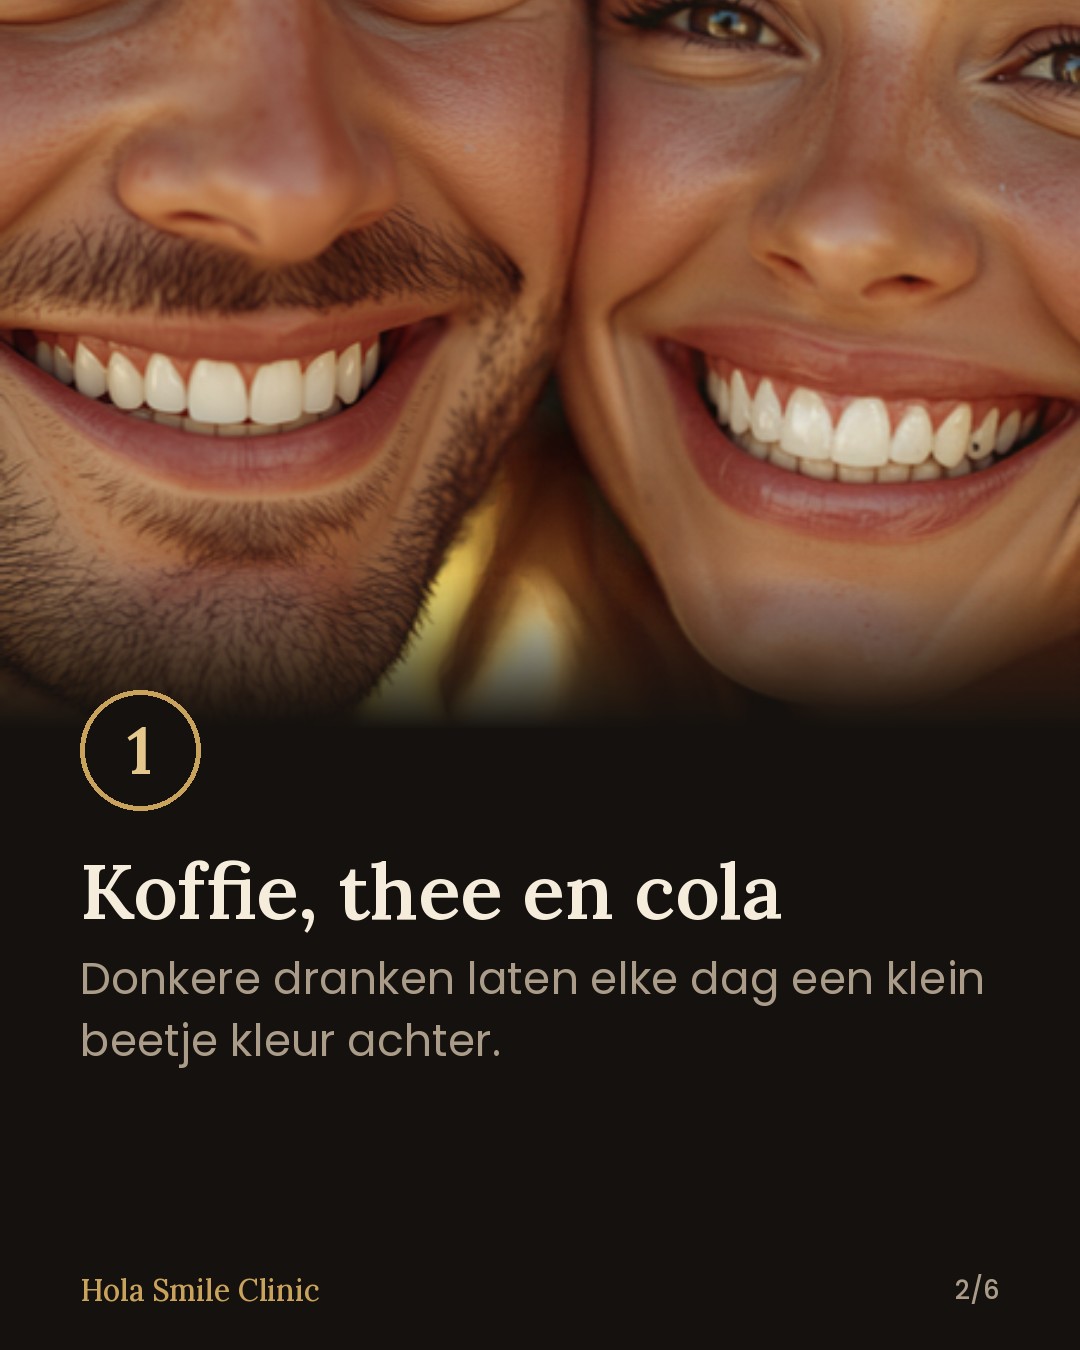 1
Koffie, thee en cola
Donkere dranken laten elke dag een klein
beetje kleur achter.
Hola Smile Clinic
2/6